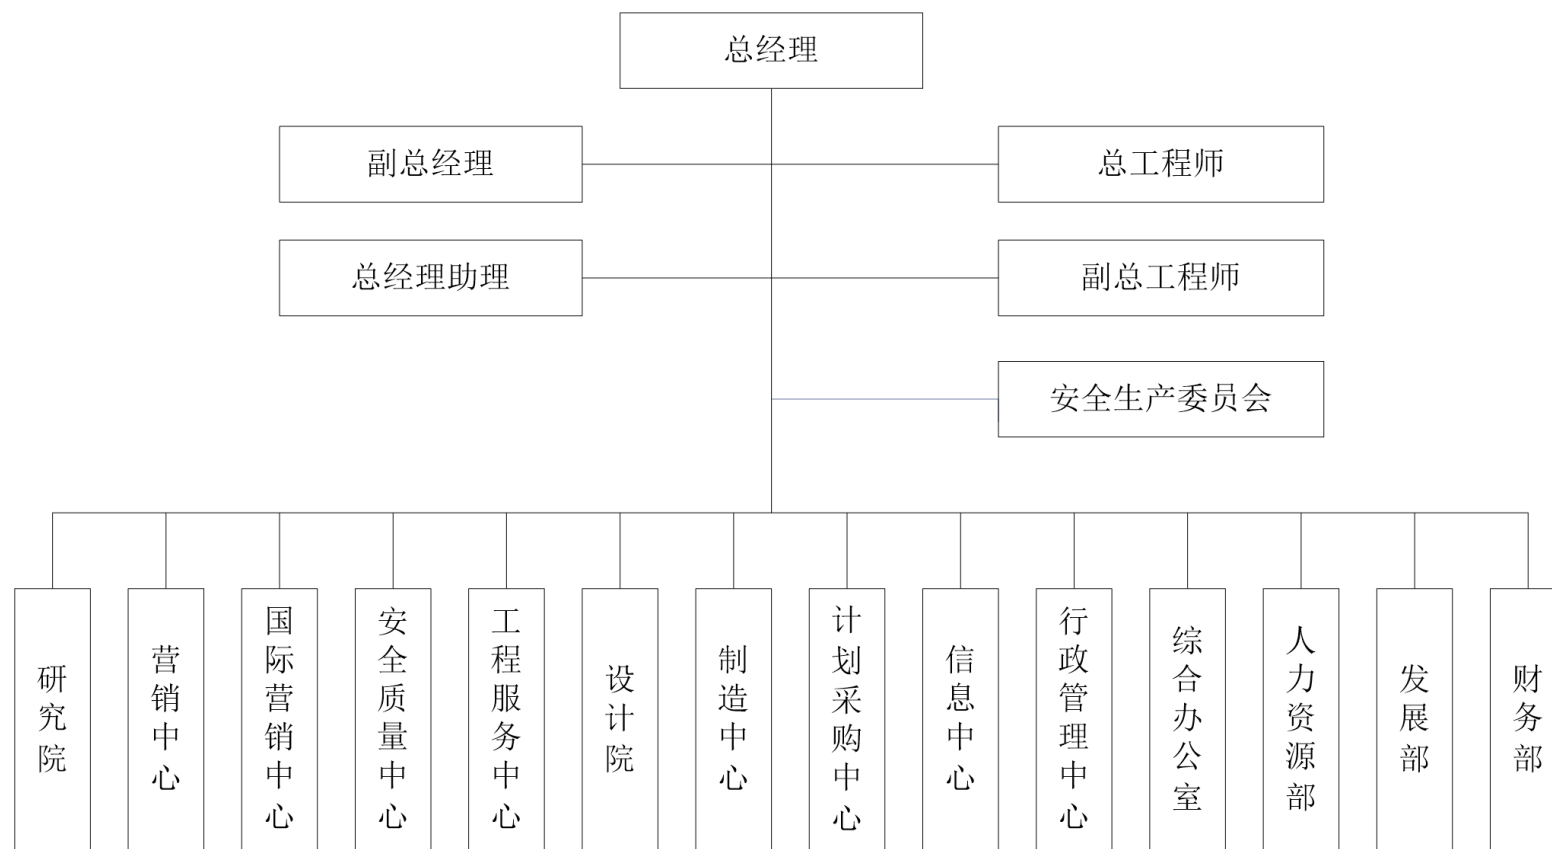 总经理
副总经理
总工程师
总经理助理
副总工程师
安全生产委员会
研究院
营销中心
国际营销中心
安全质量中心
工程服务中心
设计院
制造中心
计划采购中心
信息中心
行政管理中心
综合办公室
人力资源部
发展部
财务部